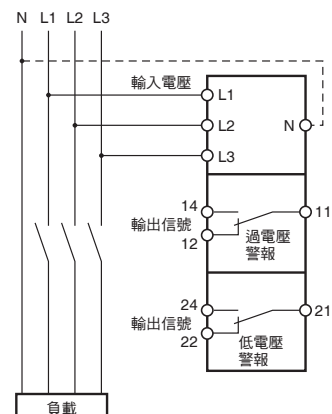 N L1 L2 L3
輸入電壓
L1
L2
N
L3
14
11
輸出信號
12
過電壓
警報
24
21
輸出信號
22
低電壓
警報
負載